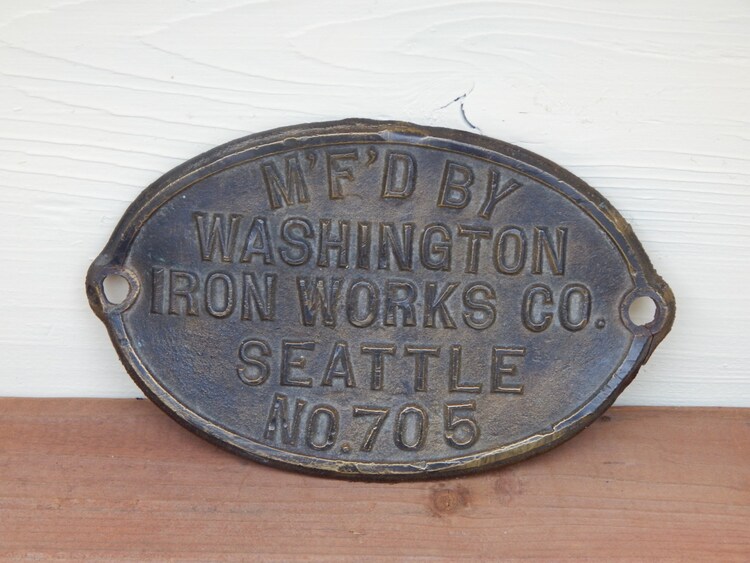 M'F'D BY
WASHINGTON
IRON WORKS CO.
SEATTLE
NO.705